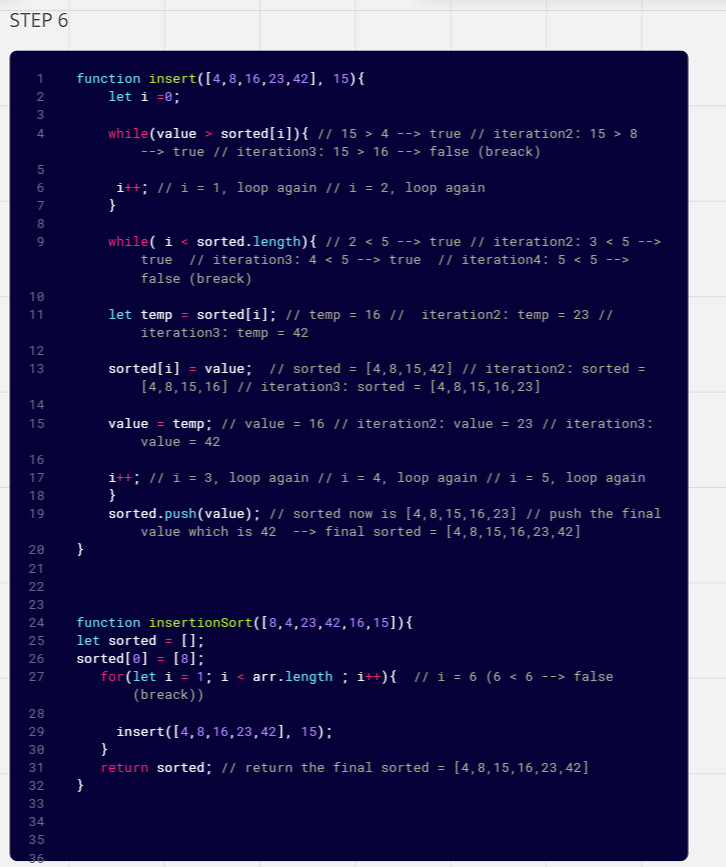 STEP 6
1 function insert([4,8,16,23,42], 15){
2 let i =0;
3
4 while(value > sorted[i]){ // 15 > 4 --> true // iteration2: 15 > 8
--> true // iteration3: 15 > 16 --> false (breack)
5
6 i++; // i = 1, loop again // i = 2, loop again
7 }
8
9 while( i < sorted.length){ // 2 < 5 --> true // iteration2: 3 < 5 -->
true // iteration3: 4 < 5 --> true // iteration4: 5 < 5 -->
false (breack)
10
11 let temp = sorted[i]; // temp = 16 // iteration2: temp = 23 //
iteration3: temp = 42
12
13 sorted[i] = value; // sorted = [4,8,15,42] // iteration2: sorted =
[4,8,15,16] // iteration3: sorted = [4,8,15,16,23]
14
15 value = temp; // value = 16 // iteration2: value = 23 // iteration3:
value = 42
16
17 i++; // i = 3, loop again // i = 4, loop again // i = 5, loop again
18 }
19 sorted.push(value); // sorted now is [4,8,15,16,23] // push the final
value which is 42 --> final sorted = [4,8,15,16,23,42]
20 }
21
22
23
24 function insertionSort([8,4,23,42,16,15]){
25 let sorted = [];
26 sorted[0] = [8];
27 for(let i = 1; i < arr.length ; i++){ // i = 6 (6 < 6 --> false
(breack))
28
29 insert([4,8,16,23,42], 15);
30 }
31 return sorted; // return the final sorted = [4,8,15,16,23,42]
32 }
33
34
35
36